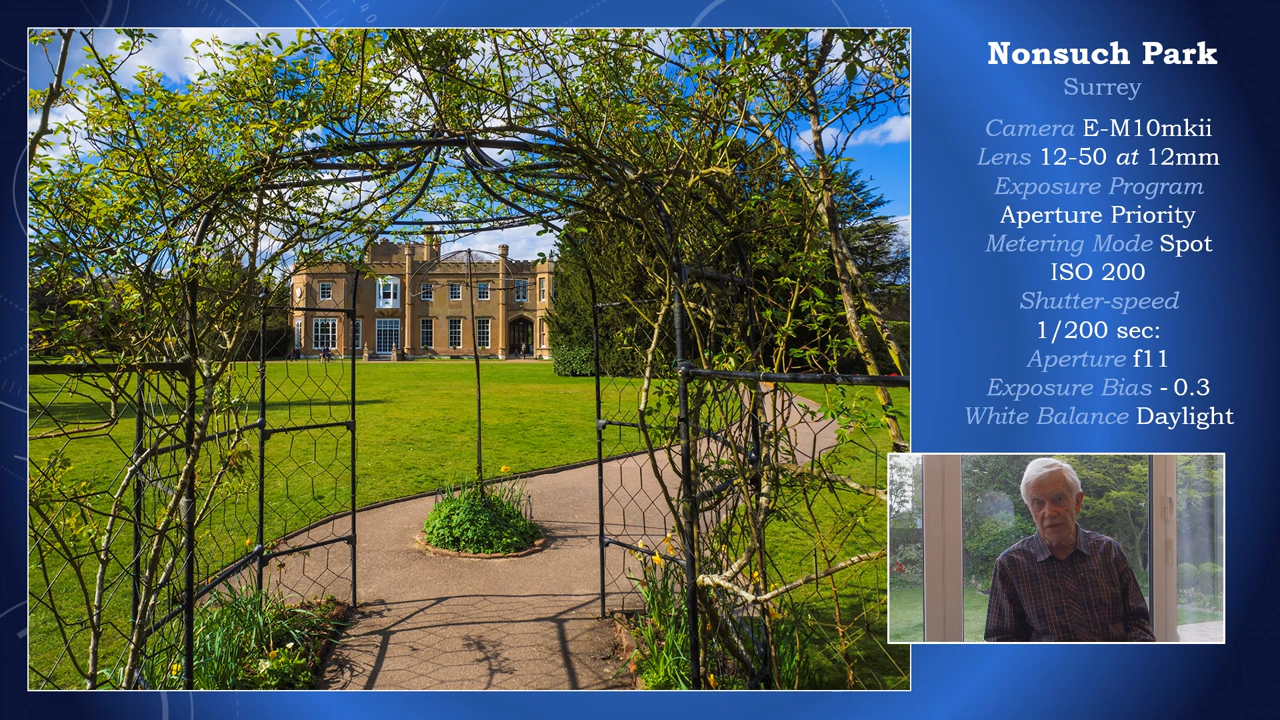 Nonsuch Park
Surrey
Camera E-M10mkii
Lens 12-50 at 12mm
Exposure Program
Aperture Priority
Metering Mode Spot
ISO 200
Shutter-speed
1/200 sec:
Aperture f11
Exposure Bias - 0.3
White Balance Daylight